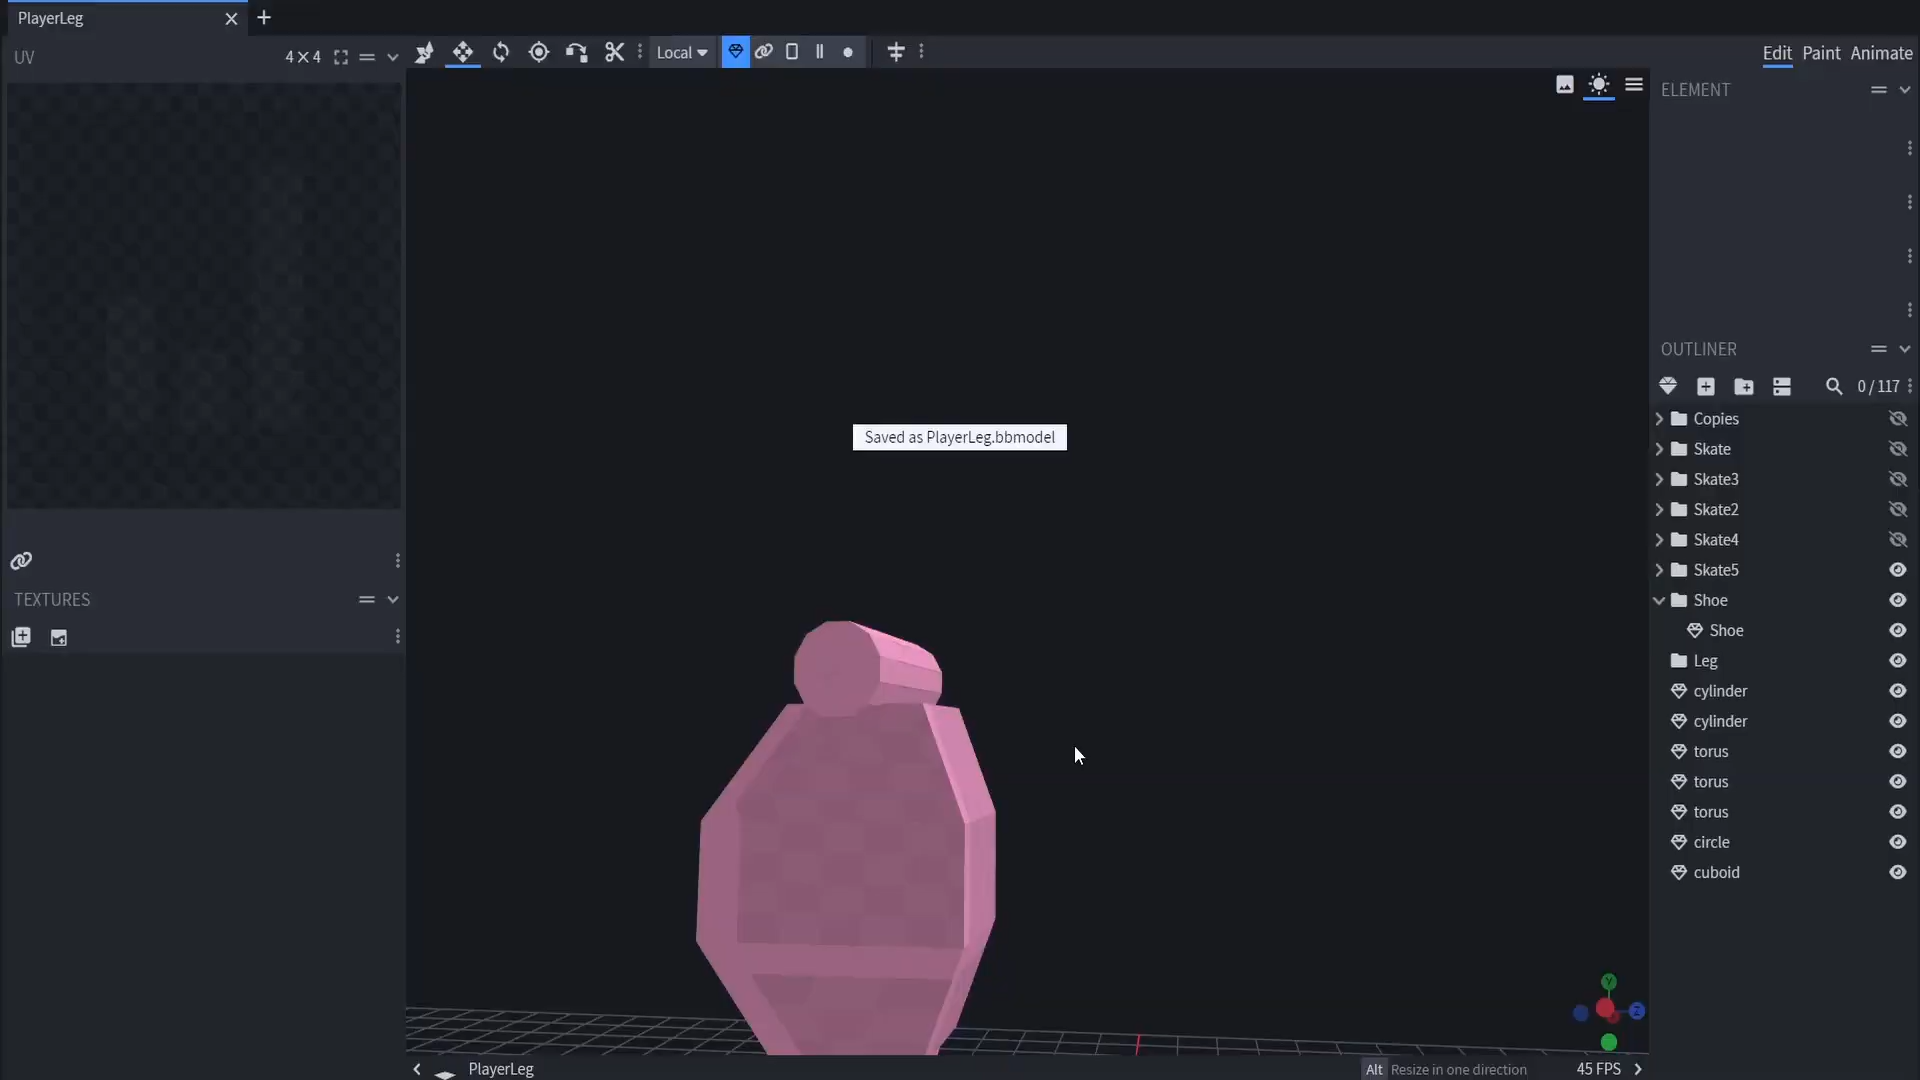 PlayerLeg
UV
4×4
Local
Edit Paint Animate
ELEMENT
OUTLINER
0 / 117
Copies
Skate
Skate3
Skate2
Skate4
Skate5
Shoe
Shoe
Leg
cylinder
cylinder
torus
torus
torus
circle
cuboid
Saved as PlayerLeg.bbmodel
TEXTURES
Y
Z
PlayerLeg
Alt Resize in one direction
45 FPS